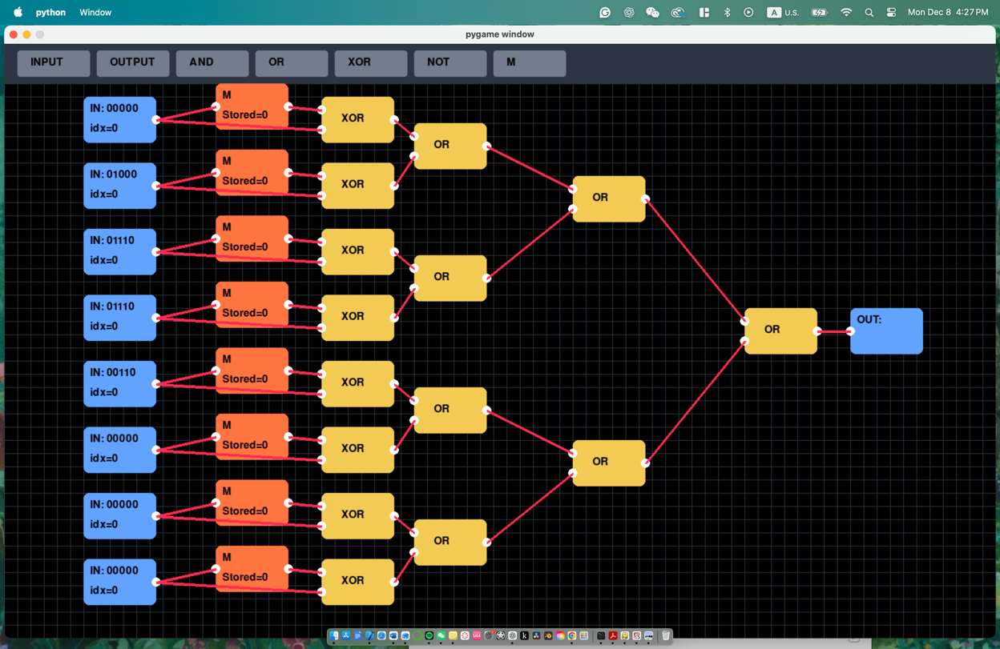 python Window A U.S. Mon Dec 8 4:27 PM
pygame window
INPUT OUTPUT AND OR XOR NOT M
IN: 00000
idx=0
M
Stored=0
XOR
OR
IN: 01000
idx=0
M
Stored=0
XOR
OR
IN: 01110
idx=0
M
Stored=0
XOR
OR
IN: 01110
idx=0
M
Stored=0
XOR
OR
OUT:
IN: 00110
idx=0
M
Stored=0
XOR
OR
IN: 00000
idx=0
M
Stored=0
XOR
OR
IN: 00000
idx=0
M
Stored=0
XOR
OR
IN: 00000
idx=0
M
Stored=0
XOR